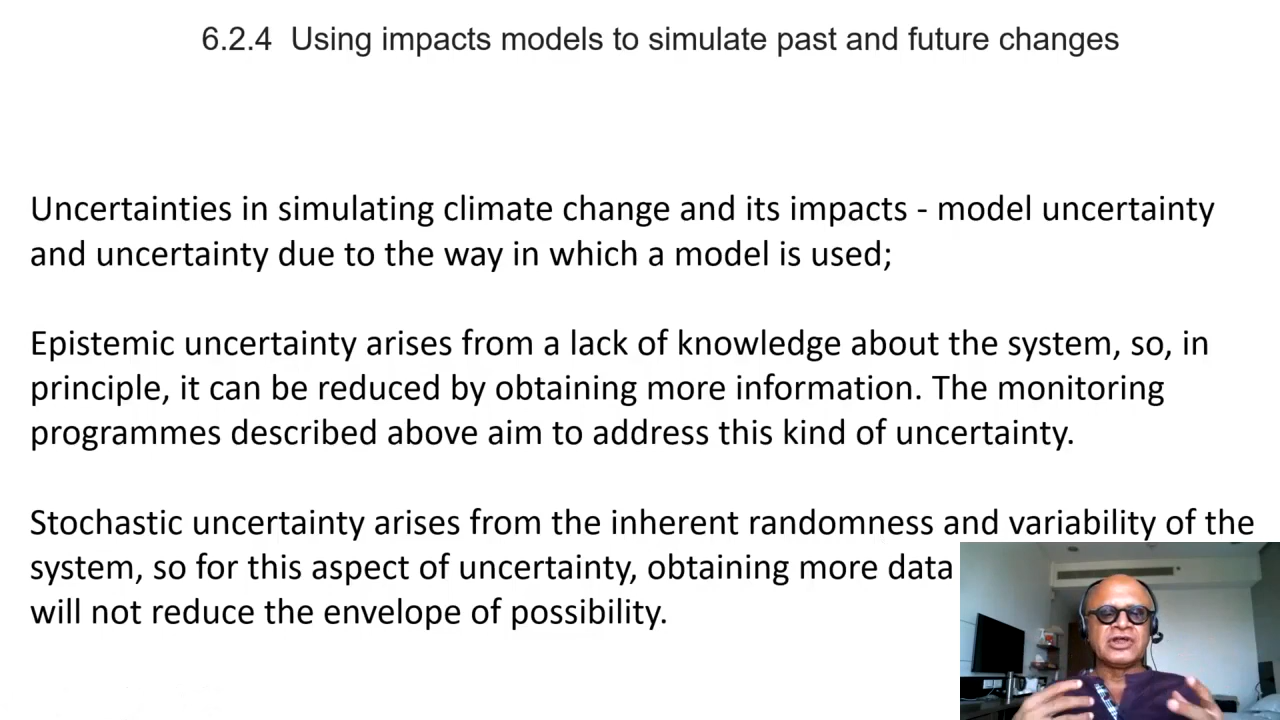 6.2.4 Using impacts models to simulate past and future changes
Uncertainties in simulating climate change and its impacts - model uncertainty
and uncertainty due to the way in which a model is used;
Epistemic uncertainty arises from a lack of knowledge about the system, so, in
principle, it can be reduced by obtaining more information. The monitoring
programmes described above aim to address this kind of uncertainty.
Stochastic uncertainty arises from the inherent randomness and variability of the
system, so for this aspect of uncertainty, obtaining more data
will not reduce the envelope of possibility.